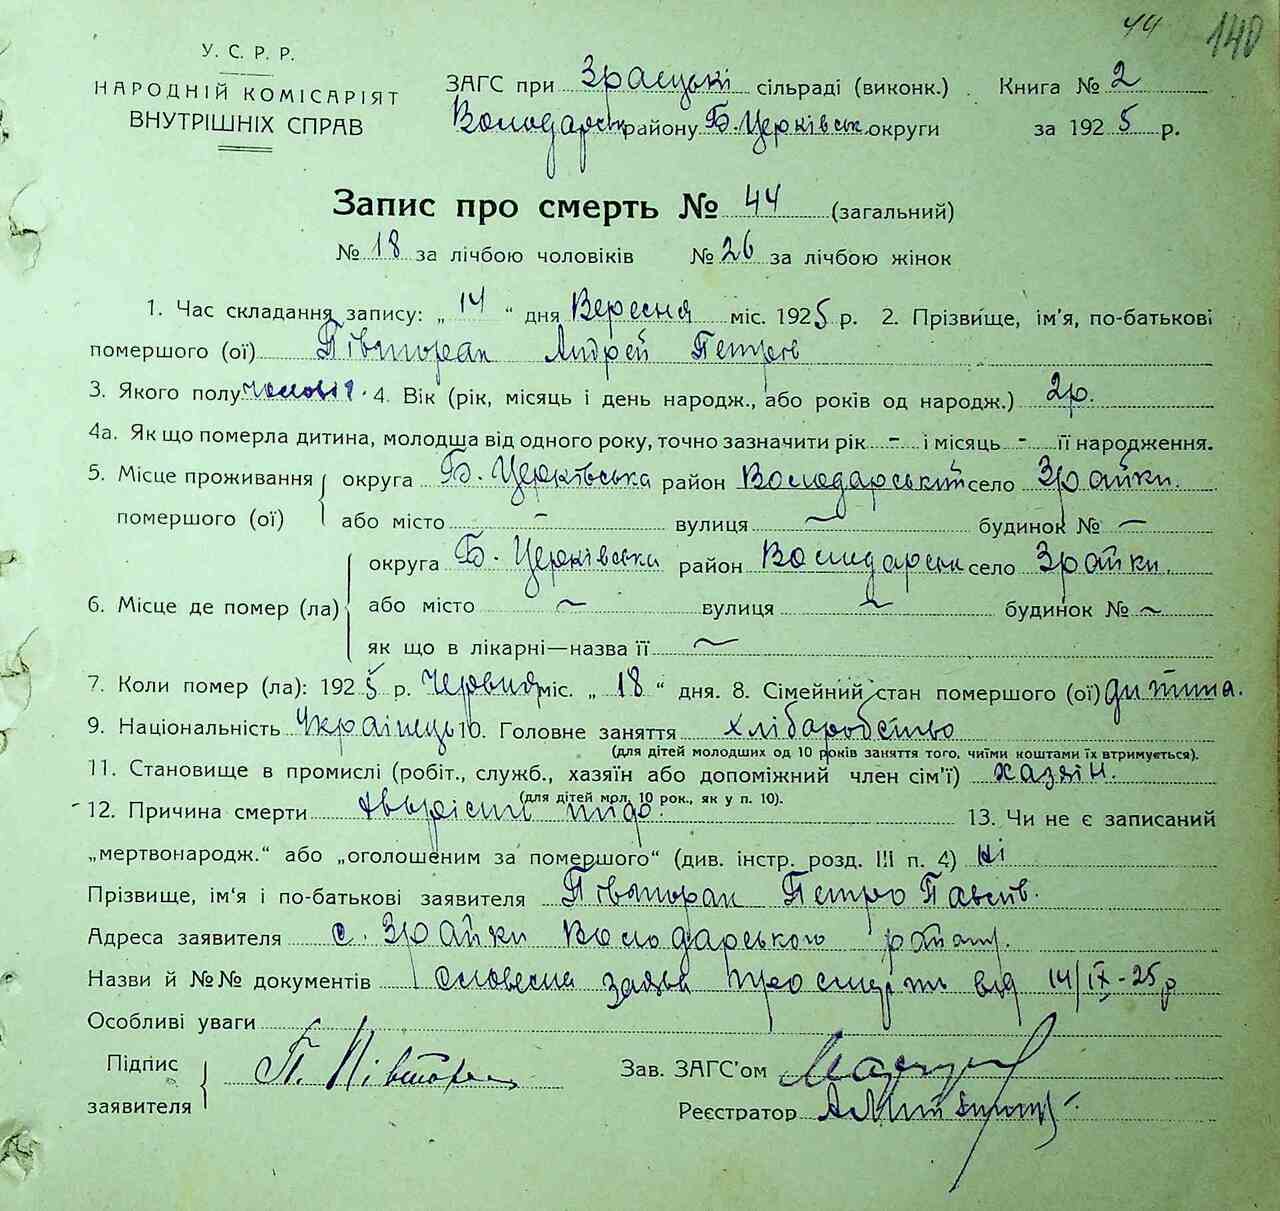 44 140
У. С. Р. Р.
НАРОДНІЙ КОМІСАРІЯТ
ВНУТРІШНІХ СПРАВ
ЗАГС при сільраді (виконк.) Книга № 2
Володарськ району Б. Церківськ. округи за 1925 р.
Запис про смерть № 44 (загальний)
№ 18 за лічбою чоловіків № 26 за лічбою жінок
1. Час складання запису: „ 14 “ дня Вересня міс. 1925 р. 2. Прізвище, ім'я, по-батькові
помершого (ої) Півторак Андрей Петров
3. Якого полу 4. Вік (рік, місяць і день народж., або років од народж.) 2р.
4а. Як що померла дитина, молодша від одного року, точно зазначити рік - і місяць - її народження.
5. Місце проживання округа Б. Церківська район Володарський село Зрайки.
помершого (ої) або місто - вулиця ~ будинок № ~
округа Б. Церківська район Володарськ село Зрайки.
6. Місце де помер (ла) або місто ~ вулиця ~ будинок № ~
як що в лікарні—назва її ~
7. Коли помер (ла): 1925 р. Червня міс. „ 18 “ дня. 8. Сімейний стан помершого (ої) дитина.
9. Національність Українець 10. Головне заняття хліборобство
(для дітей молодших од 10 років заняття того, чиїми коштами їх втримується).
11. Становище в промислі (робіт., служб., хазяїн або допоміжний член сім'ї) хазяїн.
(для дітей мол. 10 рок., як у п. 10).
12. Причина смерти 13. Чи не є записаний
„мертвонародж.“ або „оголошеним за помершого“ (див. інстр. розд. III п. 4) ні
Прізвище, ім'я і по-батькові заявителя Півторак Петро Павлів.
Адреса заявителя с. Зрайки Володарського району.
Назви й №№ документів Словесна заява про смерть від 14/IX-25р
Особливі уваги
Підпис П. Півторак Зав. ЗАГС'ом
заявителя
Реєстратор